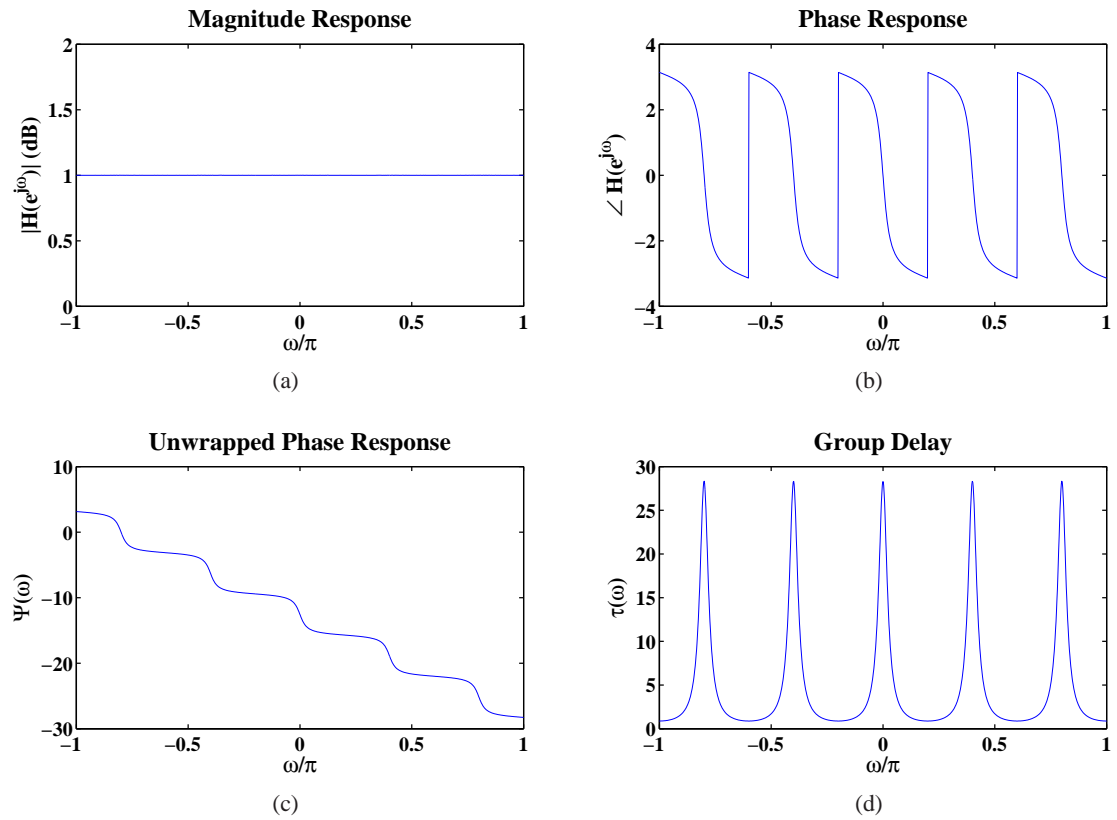 Magnitude Response
|H(e^{jω})| (dB)
2
1.5
1
0.5
0
−1
−0.5
0
0.5
1
ω/π
(a)
Phase Response
∠ H(e^{jω})
4
2
0
−2
−4
−1
−0.5
0
0.5
1
ω/π
(b)
Unwrapped Phase Response
Ψ(ω)
10
0
−10
−20
−30
−1
−0.5
0
0.5
1
ω/π
(c)
Group Delay
τ(ω)
30
25
20
15
10
5
0
−1
−0.5
0
0.5
1
ω/π
(d)